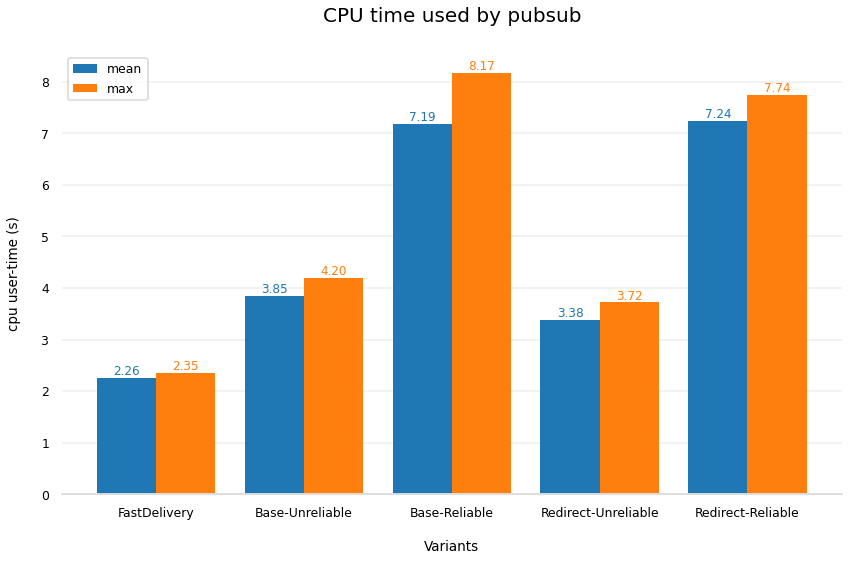 CPU time used by pubsub
mean
max
cpu user-time (s)
8
7
6
5
4
3
2
1
0
2.26
2.35
3.85
4.20
7.19
8.17
3.38
3.72
7.24
7.74
FastDelivery
Base-Unreliable
Base-Reliable
Redirect-Unreliable
Redirect-Reliable
Variants